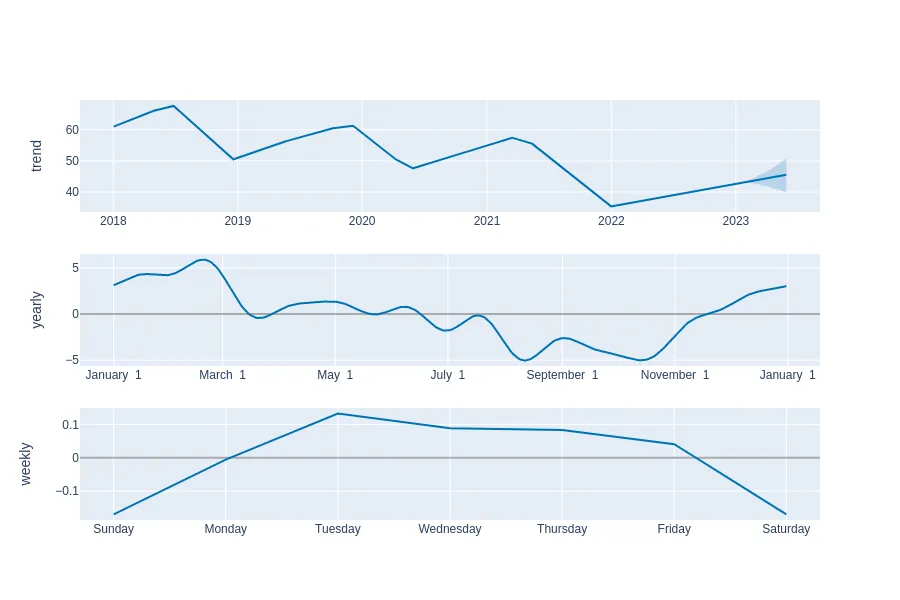 trend
60
50
40
2018 2019 2020 2021 2022 2023
yearly
5
0
−5
January 1 March 1 May 1 July 1 September 1 November 1 January 1
weekly
0.1
0
−0.1
Sunday Monday Tuesday Wednesday Thursday Friday Saturday